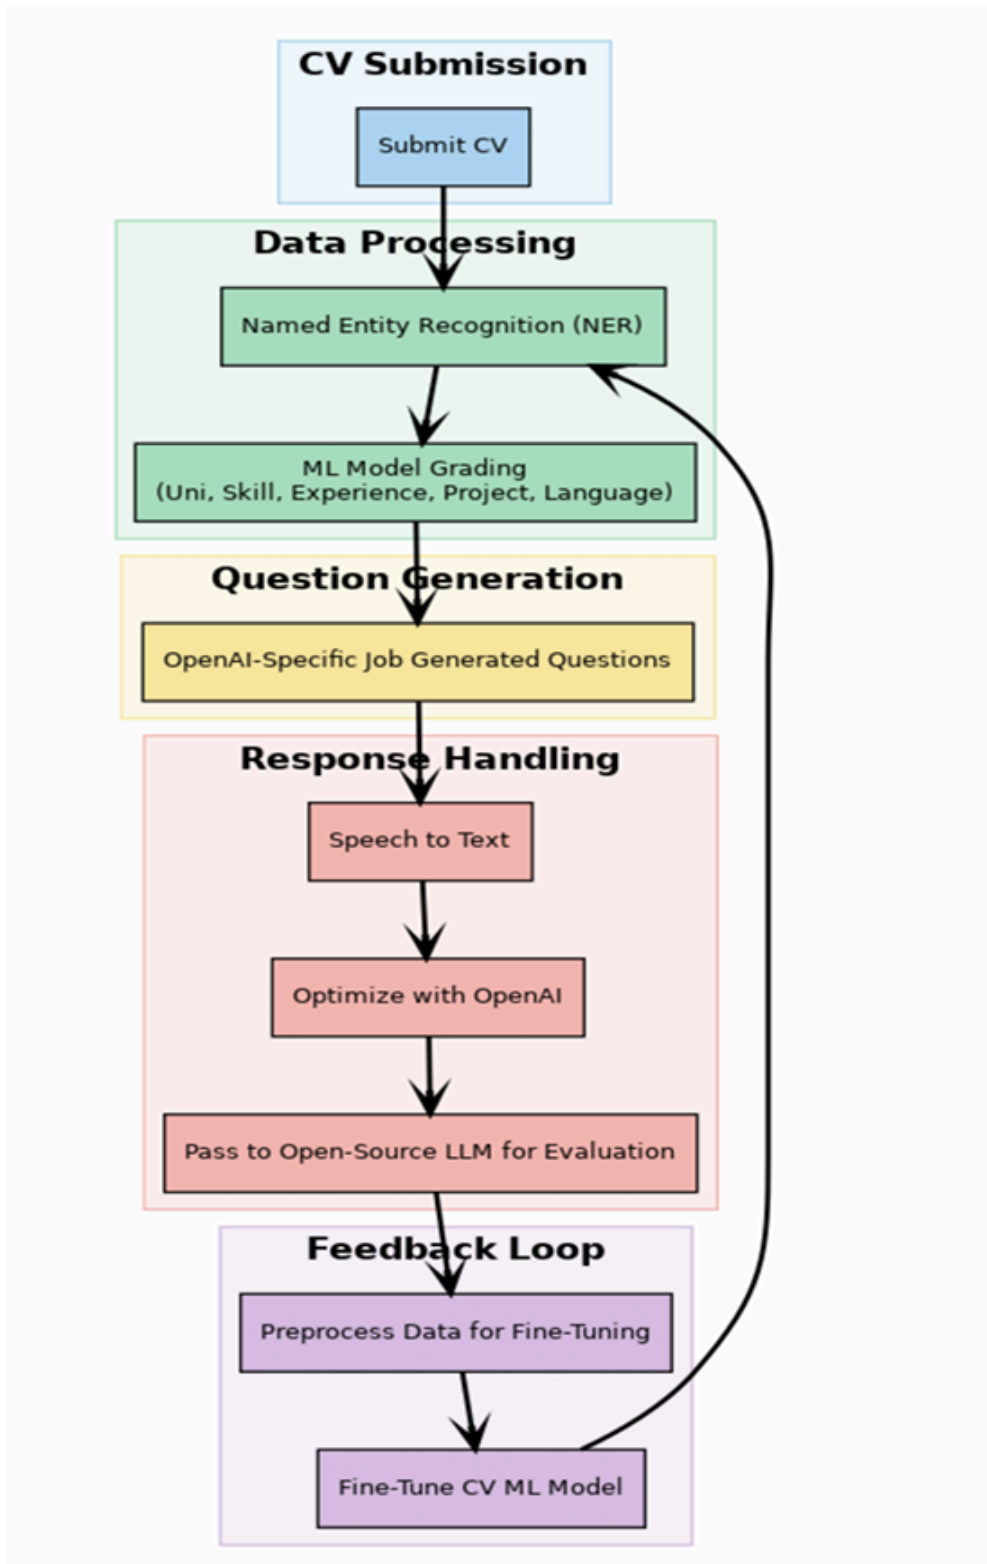 CV Submission
Submit CV
Data Processing
Named Entity Recognition (NER)
ML Model Grading
(Uni, Skill, Experience, Project, Language)
Question Generation
OpenAI-Specific Job Generated Questions
Response Handling
Speech to Text
Optimize with OpenAI
Pass to Open-Source LLM for Evaluation
Feedback Loop
Preprocess Data for Fine-Tuning
Fine-Tune CV ML Model